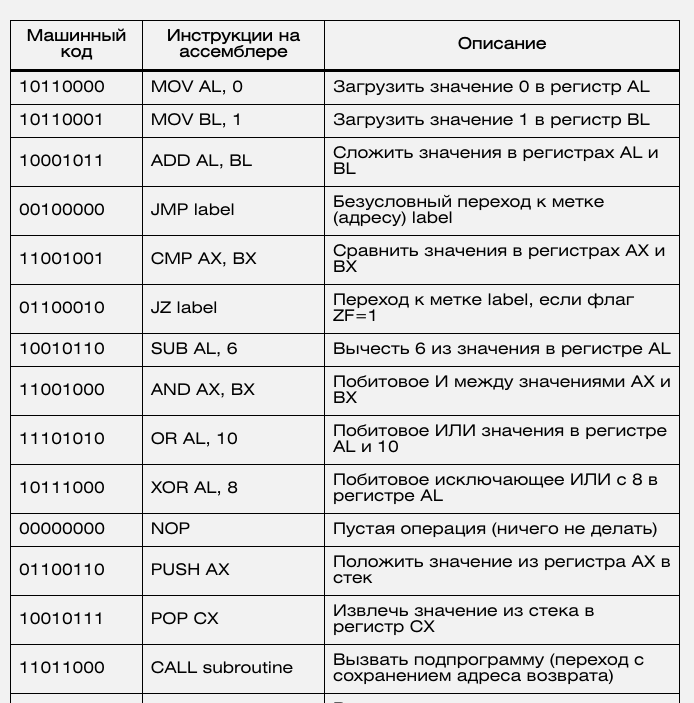 Машинный код
Инструкции на ассемблере
Описание
10110000
MOV AL, 0
Загрузить значение 0 в регистр AL
10110001
MOV BL, 1
Загрузить значение 1 в регистр BL
10001011
ADD AL, BL
Сложить значения в регистрах AL и
BL
00100000
JMP label
Безусловный переход к метке
(адресу) label
11001001
CMP AX, BX
Сравнить значения в регистрах AX и
BX
01100010
JZ label
Переход к метке label, если флаг
ZF=1
10010110
SUB AL, 6
Вычесть 6 из значения в регистре AL
11001000
AND AX, BX
Побитовое И между значениями AX и
BX
11101010
OR AL, 10
Побитовое ИЛИ значения в регистре
AL и 10
10111000
XOR AL, 8
Побитовое исключающее ИЛИ с 8 в
регистре AL
00000000
NOP
Пустая операция (ничего не делать)
01100110
PUSH AX
Положить значение из регистра AX в
стек
10010111
POP CX
Извлечь значение из стека в
регистр CX
11011000
CALL subroutine
Вызвать подпрограмму (переход с
сохранением адреса возврата)